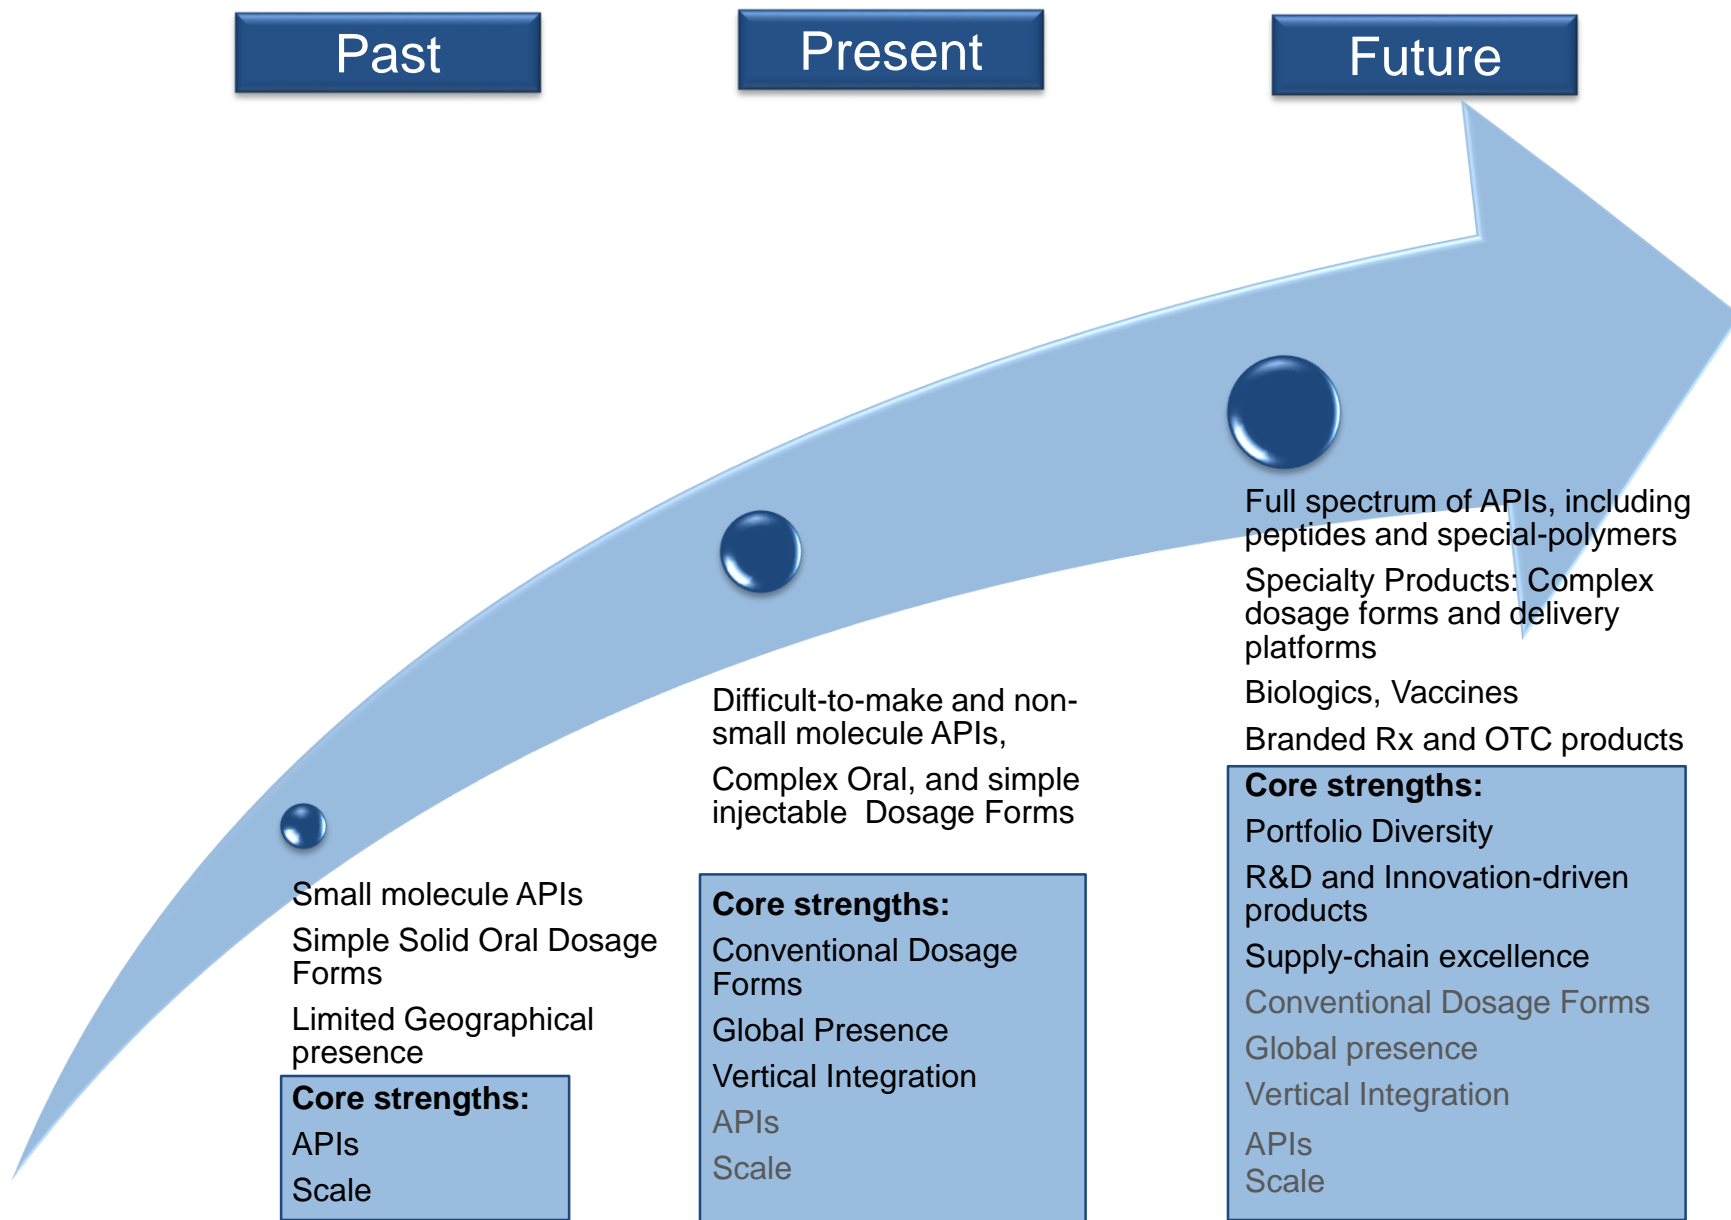 Past
Present
Future
Small molecule APIs
Simple Solid Oral Dosage
Forms
Limited Geographical
presence
Core strengths:
APIs
Scale
Difficult-to-make and non-
small molecule APIs,
Complex Oral, and simple
injectable  Dosage Forms
Core strengths:
Conventional Dosage
Forms
Global Presence
Vertical Integration
APIs
Scale
Full spectrum of APIs, including
peptides and special-polymers
Specialty Products: Complex
dosage forms and delivery
platforms
Biologics, Vaccines
Branded Rx and OTC products
Core strengths:
Portfolio Diversity
R&D and Innovation-driven
products
Supply-chain excellence
Conventional Dosage Forms
Global presence
Vertical Integration
APIs
Scale